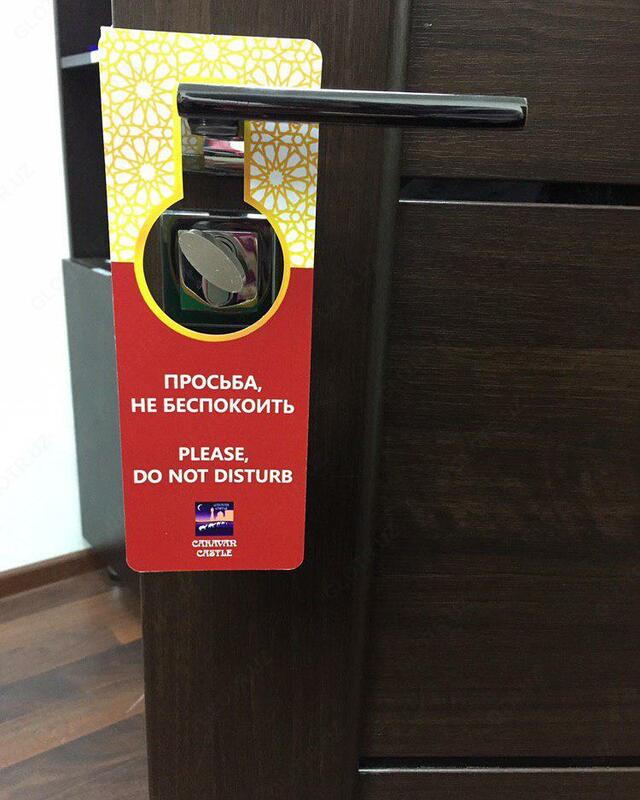 ПРОСЬБА,
НЕ БЕСПОКОИТЬ
PLEASE,
DO NOT DISTURB
CARAVAN
CASTLE